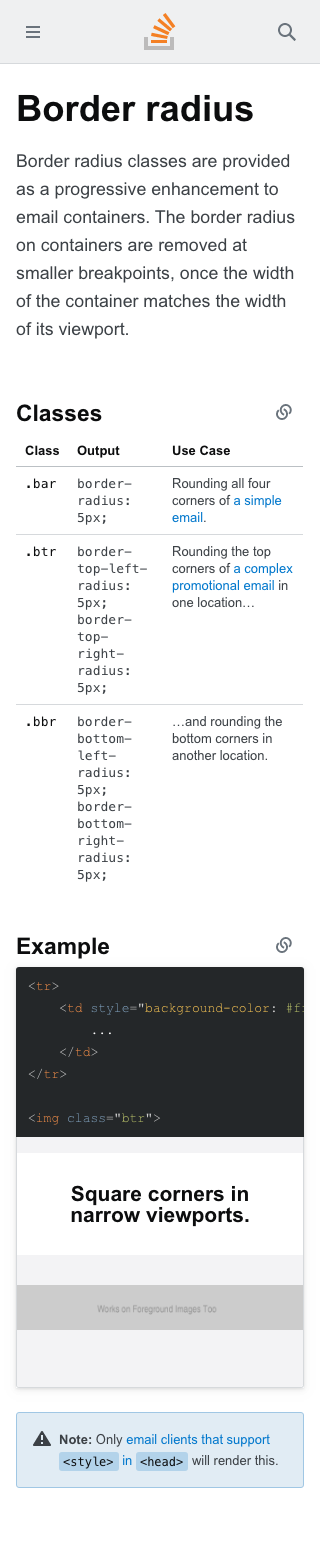 Border radius
Border radius classes are provided
as a progressive enhancement to
email containers. The border radius
on containers are removed at
smaller breakpoints, once the width
of the container matches the width
of its viewport.
Classes
Class Output Use Case
.bar border-
radius:
5px;
Rounding all four
corners of a simple
email.
.btr border-
top-left-
radius:
5px;
border-
top-
right-
radius:
5px;
Rounding the top
corners of a complex
promotional email in
one location…
.bbr border-
bottom-
left-
radius:
5px;
border-
bottom-
right-
radius:
5px;
…and rounding the
bottom corners in
another location.
Example
<tr>
<td style="background-color: #f
...
</td>
</tr>
<img class="btr">
Square corners in
narrow viewports.
Works on Foreground Images Too
Note: Only email clients that support
<style> in <head> will render this.